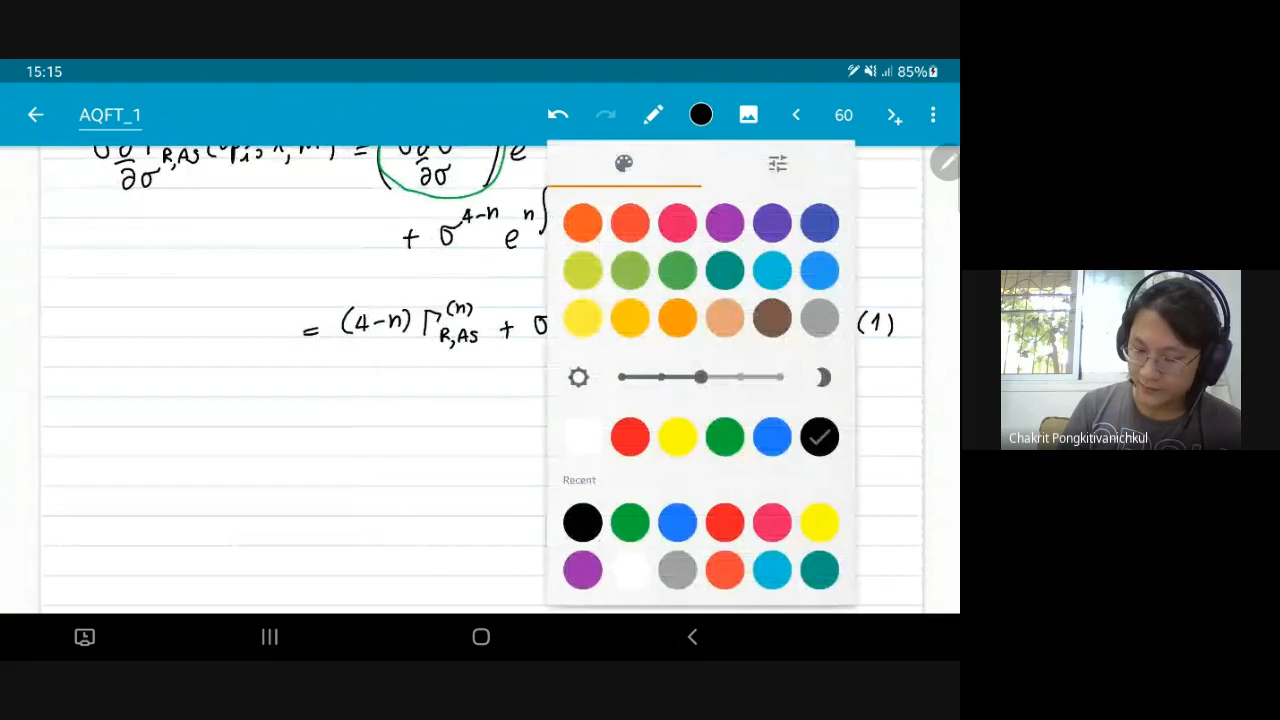 15:15
85%
AQFT_1
60
∂σ
∂σ
+ σ^{4-n} e^{n∫
= (4-n) Γ^{(n)}_{R,AS} + σ
(1)
Recent
Chakrit Pongkitivanichkul